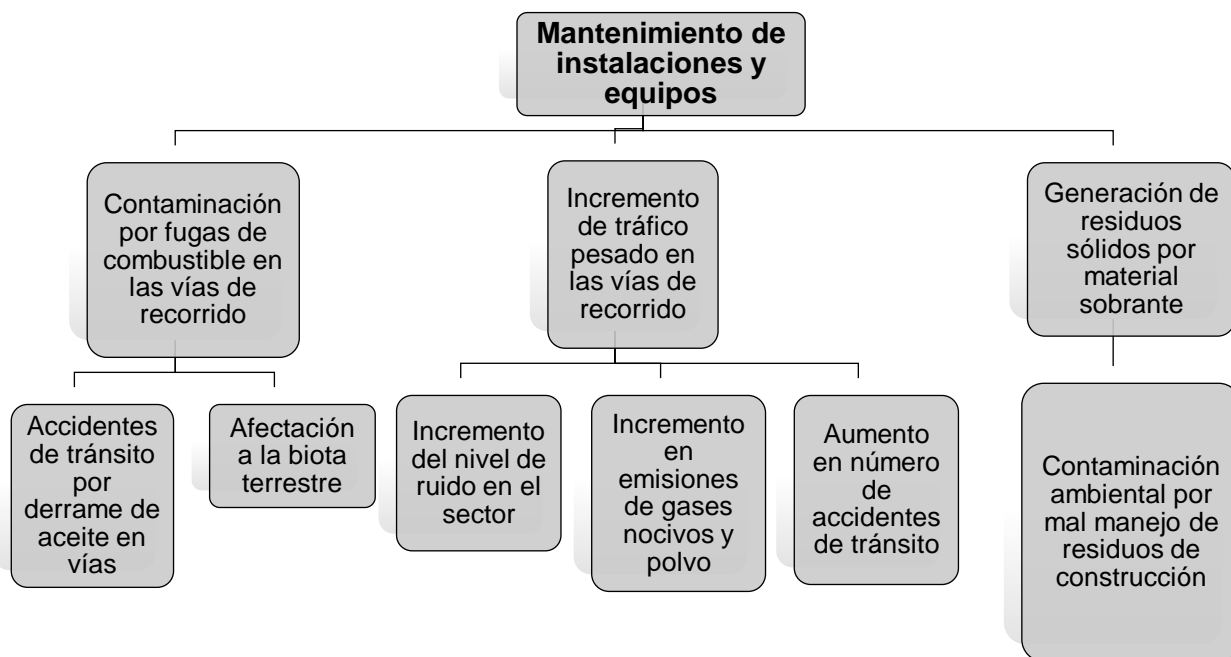 Mantenimiento de
instalaciones y
equipos
Contaminación
por fugas de
combustible en
las vías de
recorrido
Incremento
de tráfico
pesado en
las vías de
recorrido
Generación de
residuos
sólidos por
material
sobrante
Accidentes
de tránsito
por
derrame de
aceite en
vías
Afectación
a la biota
terrestre
Incremento
del nivel de
ruido en el
sector
Incremento
en
emisiones
de gases
nocivos y
polvo
Aumento
en número
de
accidentes
de tránsito
Contaminación
ambiental por
mal manejo de
residuos de
construcción